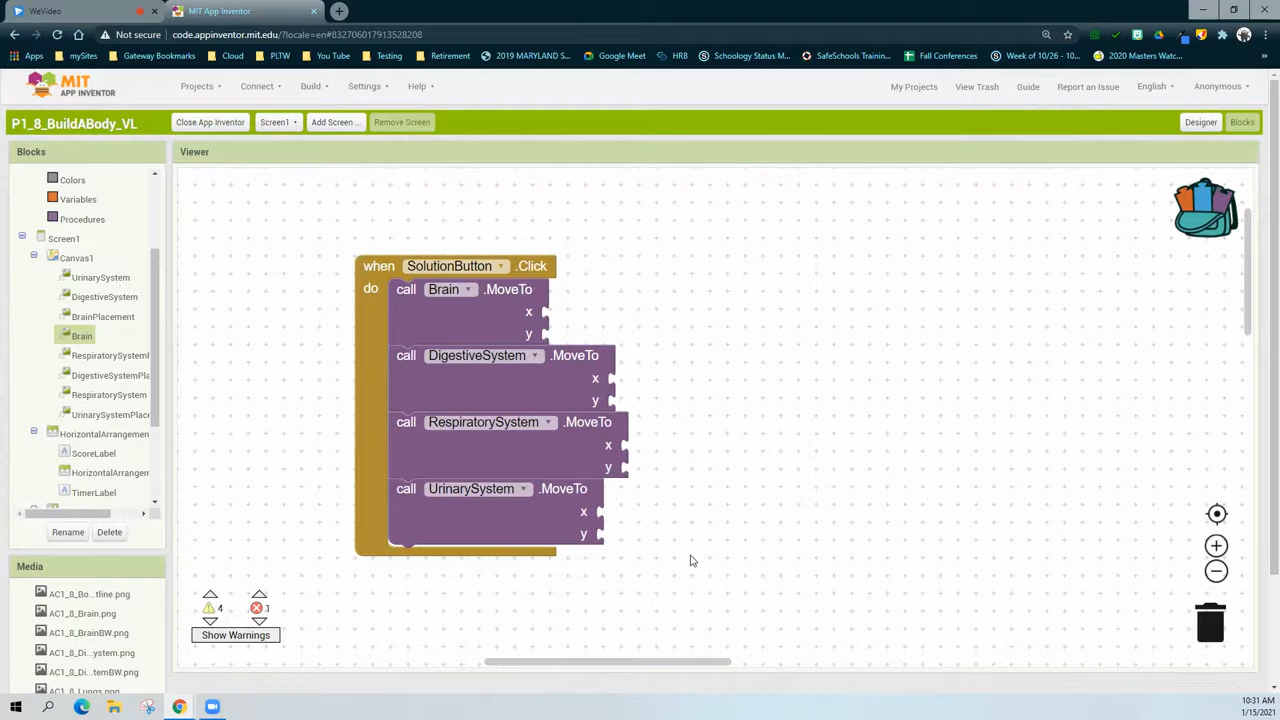 WeVideo
MIT App Inventor
Not secure code.appinventor.mit.edu/?locale=en#832706017913528208
Apps mySites Gateway Bookmarks Cloud PLTW You Tube Testing Retirement 2019 MARYLAND S... Google Meet HRB Schoology Status M... SafeSchools Training... Fall Conferences Week of 10/26 - 10... 2020 Masters Watc...
MIT
APP INVENTOR
Projects Connect Build Settings Help My Projects View Trash Guide Report an Issue English Anonymous
P1_8_BuildABody_VL Close App Inventor Screen1 Add Screen ... Remove Screen Designer Blocks
Blocks
Viewer
Colors
Variables
Procedures
Screen1
Canvas1
UrinarySystem
DigestiveSystem
BrainPlacement
Brain
RespiratorySystemP
DigestiveSystemPla
RespiratorySystem
UrinarySystemPlace
HorizontalArrangemen
ScoreLabel
HorizontalArrangem
TimerLabel
Rename Delete
Media
AC1_8_Bo...tline.png
AC1_8_Brain.png
AC1_8_BrainBW.png
AC1_8_Di...ystem.png
AC1_8_Di...temBW.png
AC1_8_Lungs.png
when SolutionButton .Click
do call Brain .MoveTo
x
y
call DigestiveSystem .MoveTo
x
y
call RespiratorySystem .MoveTo
x
y
call UrinarySystem .MoveTo
x
y
4 1
Show Warnings
10:31 AM
1/15/2021